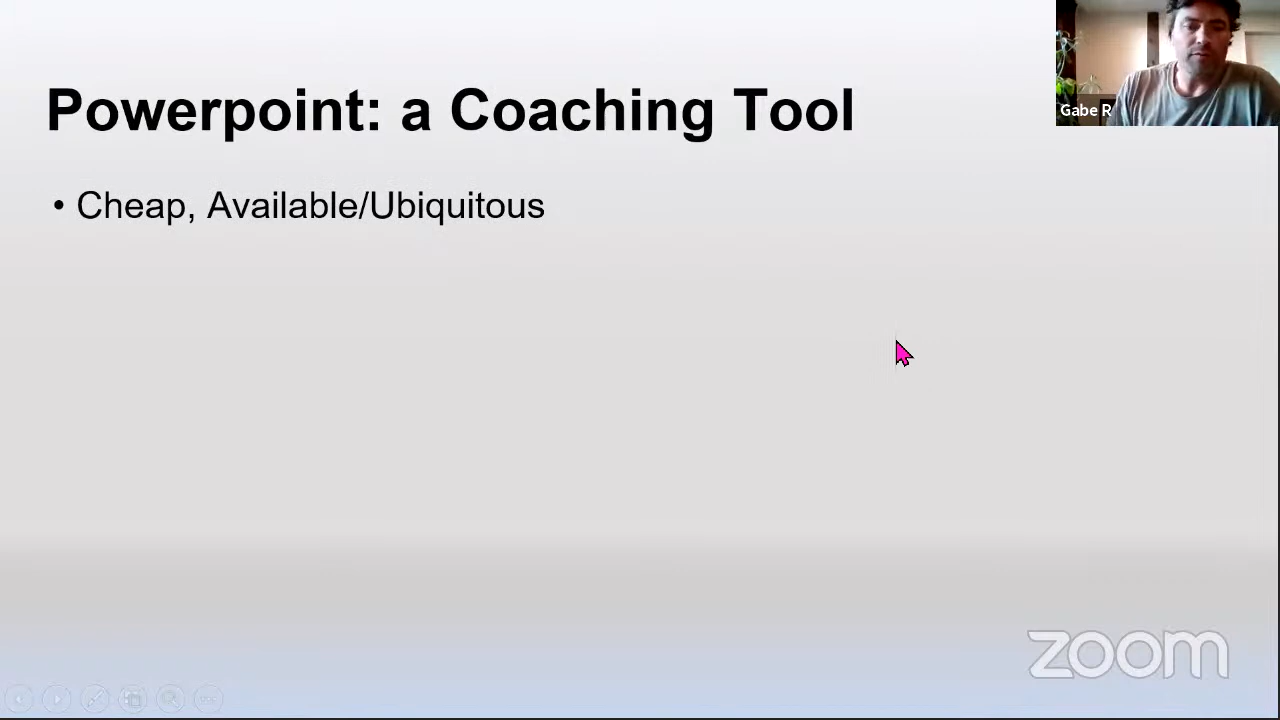 Powerpoint: a Coaching Tool
• Cheap, Available/Ubiquitous
Gabe R
zoom